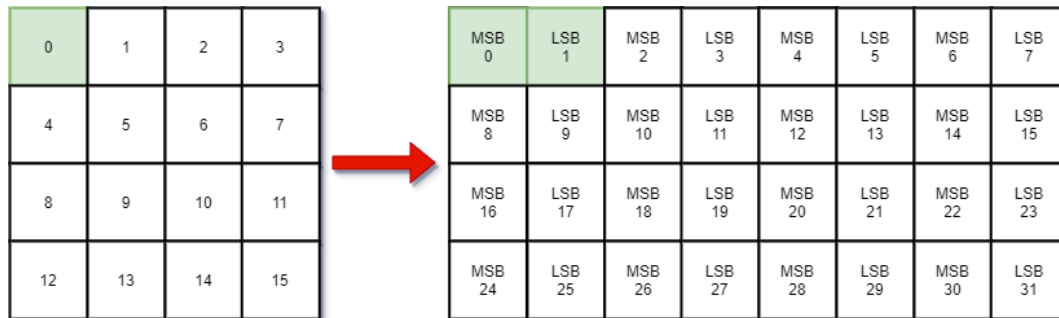 0 1 2 3
MSB LSB MSB LSB MSB LSB MSB LSB
0 1 2 3 4 5 6 7
4 5 6 7
MSB LSB MSB LSB MSB LSB MSB LSB
8 9 10 11 12 13 14 15
8 9 10 11
MSB LSB MSB LSB MSB LSB MSB LSB
16 17 18 19 20 21 22 23
12 13 14 15
MSB LSB MSB LSB MSB LSB MSB LSB
24 25 26 27 28 29 30 31